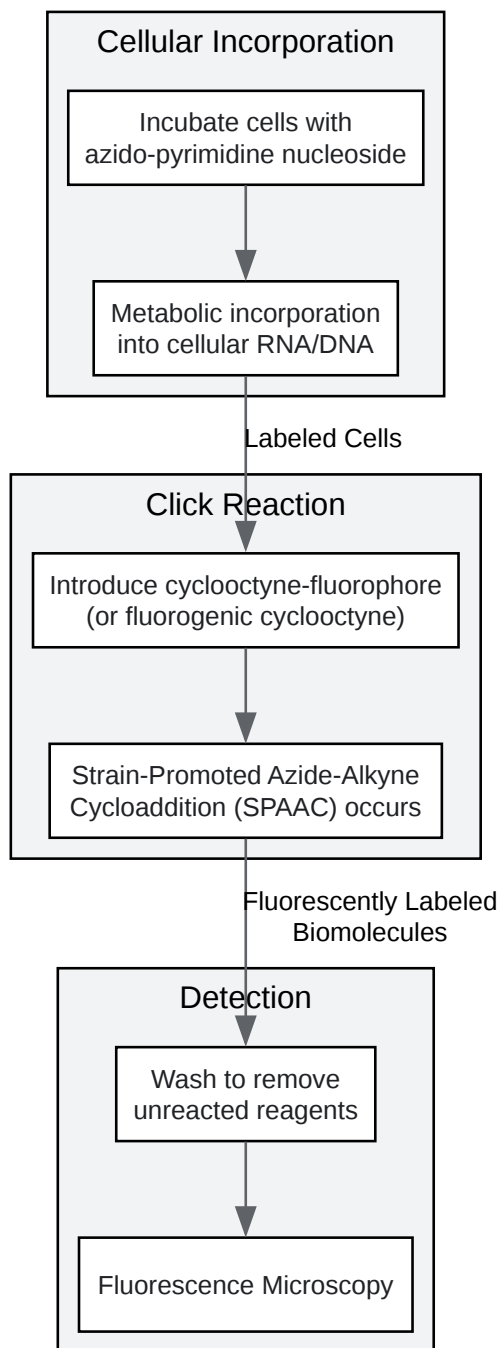 Cellular Incorporation
Incubate cells with
azido-pyrimidine nucleoside
Metabolic incorporation
into cellular RNA/DNA
Labeled Cells
Click Reaction
Introduce cyclooctyne-fluorophore
(or fluorogenic cyclooctyne)
Strain-Promoted Azide-Alkyne
Cycloaddition (SPAAC) occurs
Fluorescently Labeled
Biomolecules
Detection
Wash to remove
unreacted reagents
Fluorescence Microscopy